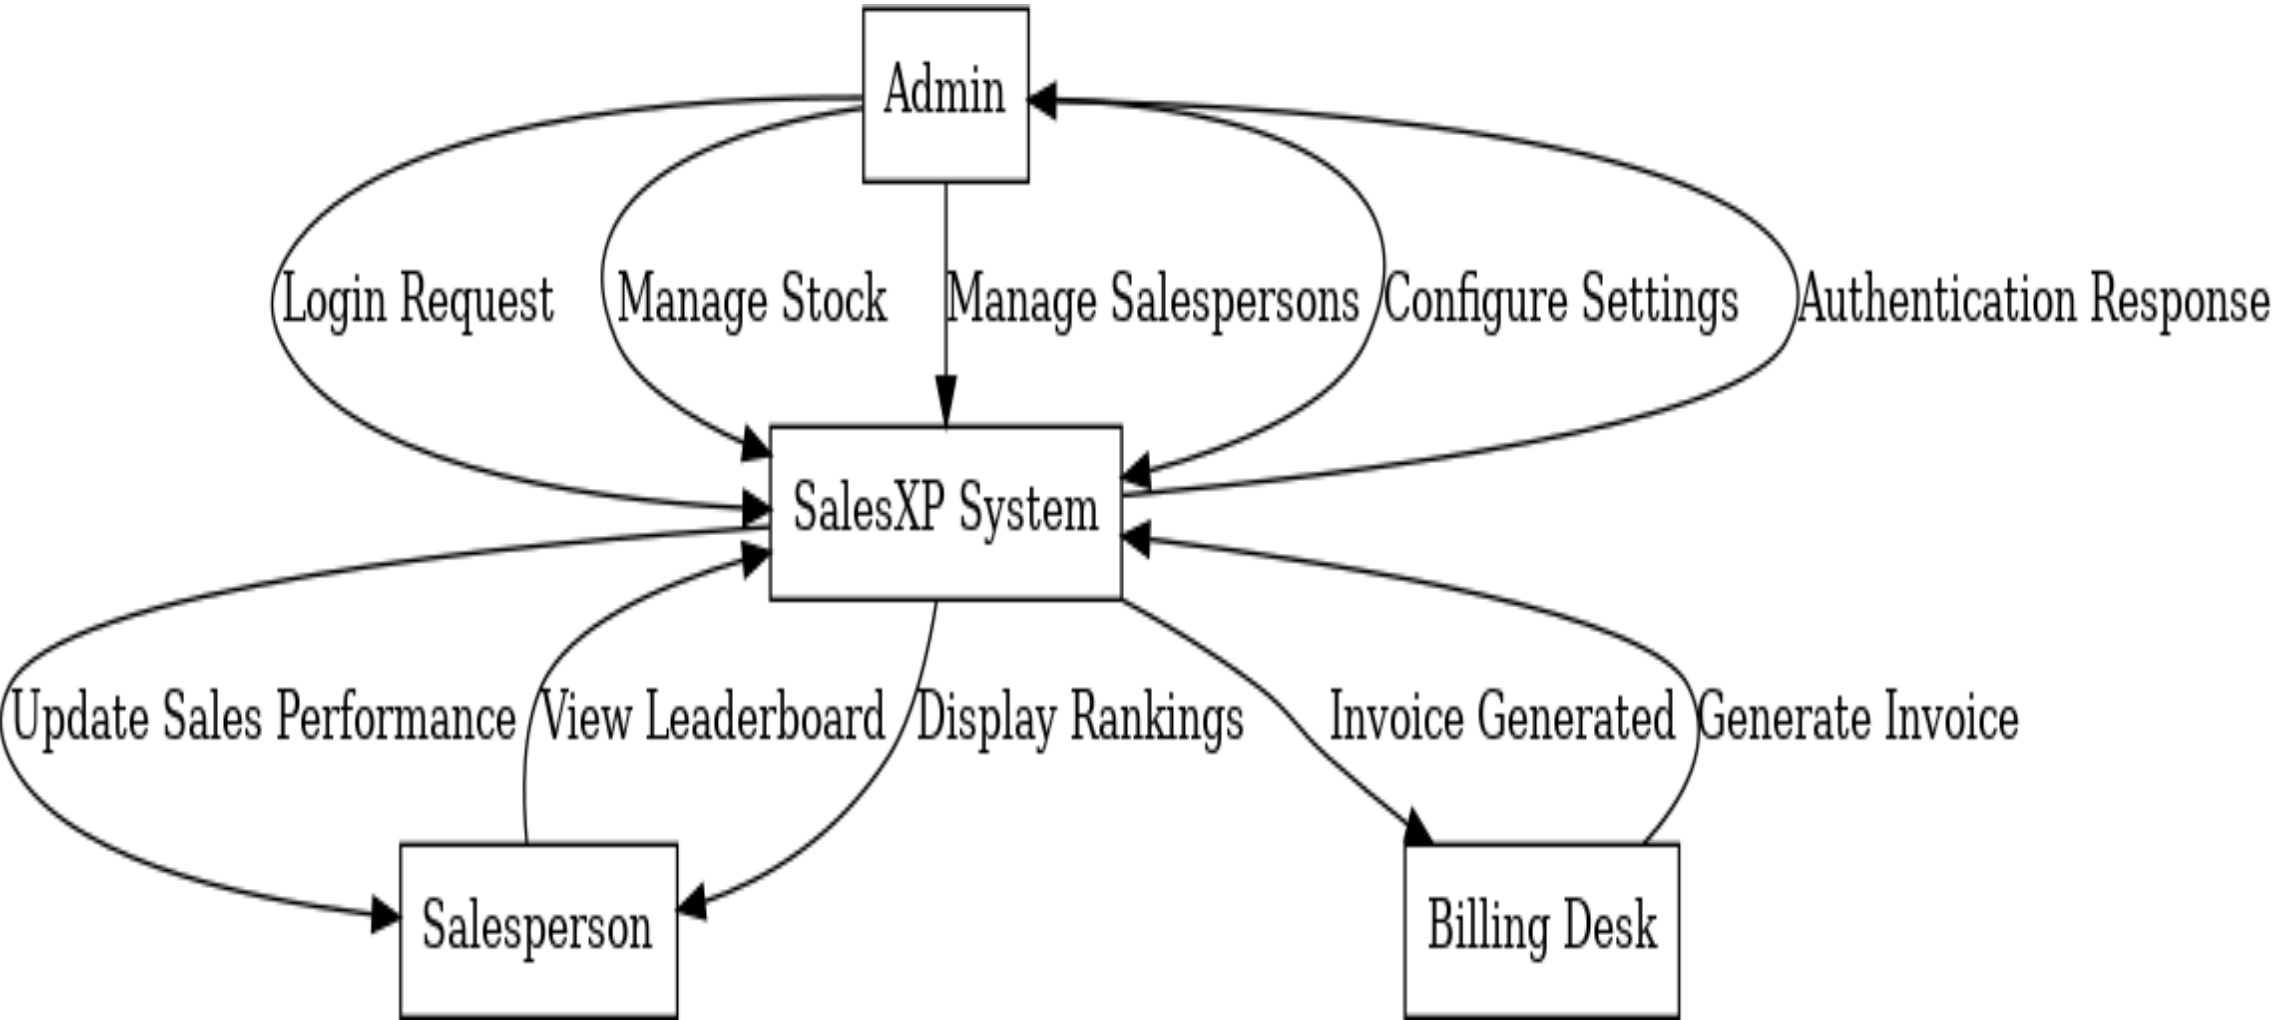 Admin
Login Request
Manage Stock
Manage Salespersons
Configure Settings
Authentication Response
SalesXP System
Update Sales Performance
View Leaderboard
Display Rankings
Invoice Generated
Generate Invoice
Salesperson
Billing Desk